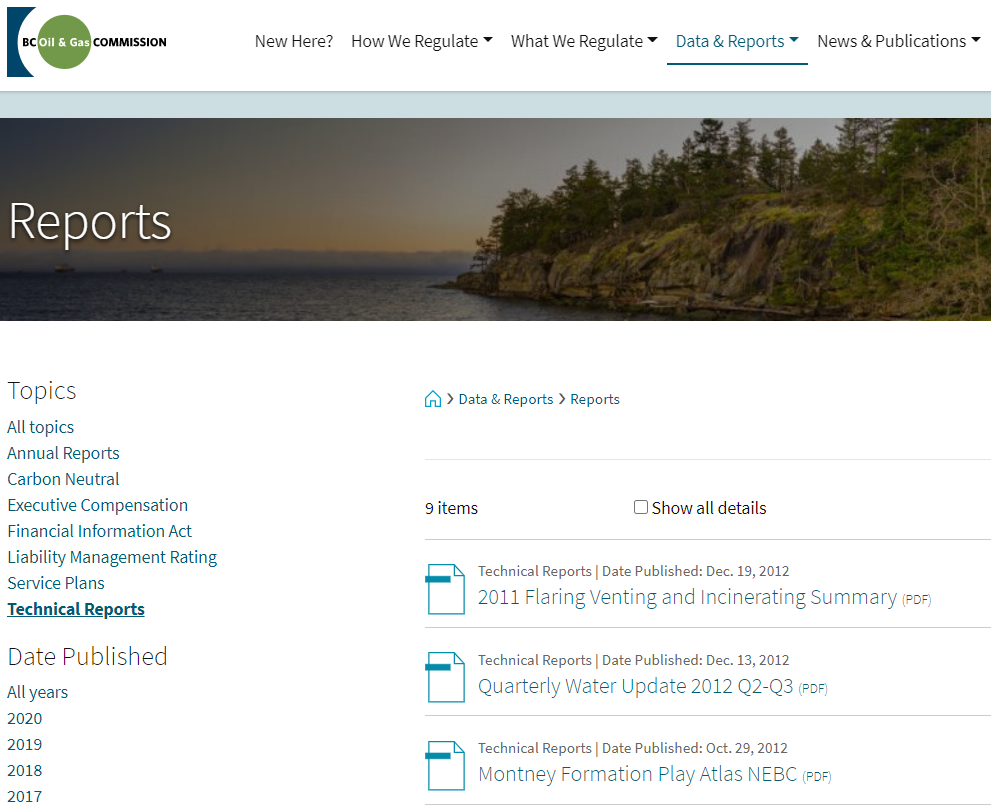 BC Oil & Gas COMMISSION
New Here? How We Regulate What We Regulate Data & Reports News & Publications
Reports
Topics
All topics
Annual Reports
Carbon Neutral
Executive Compensation
Financial Information Act
Liability Management Rating
Service Plans
Technical Reports
Date Published
All years
2020
2019
2018
2017
Data & Reports Reports
9 items Show all details
Technical Reports | Date Published: Dec. 19, 2012
2011 Flaring Venting and Incinerating Summary (PDF)
Technical Reports | Date Published: Dec. 13, 2012
Quarterly Water Update 2012 Q2-Q3 (PDF)
Technical Reports | Date Published: Oct. 29, 2012
Montney Formation Play Atlas NEBC (PDF)